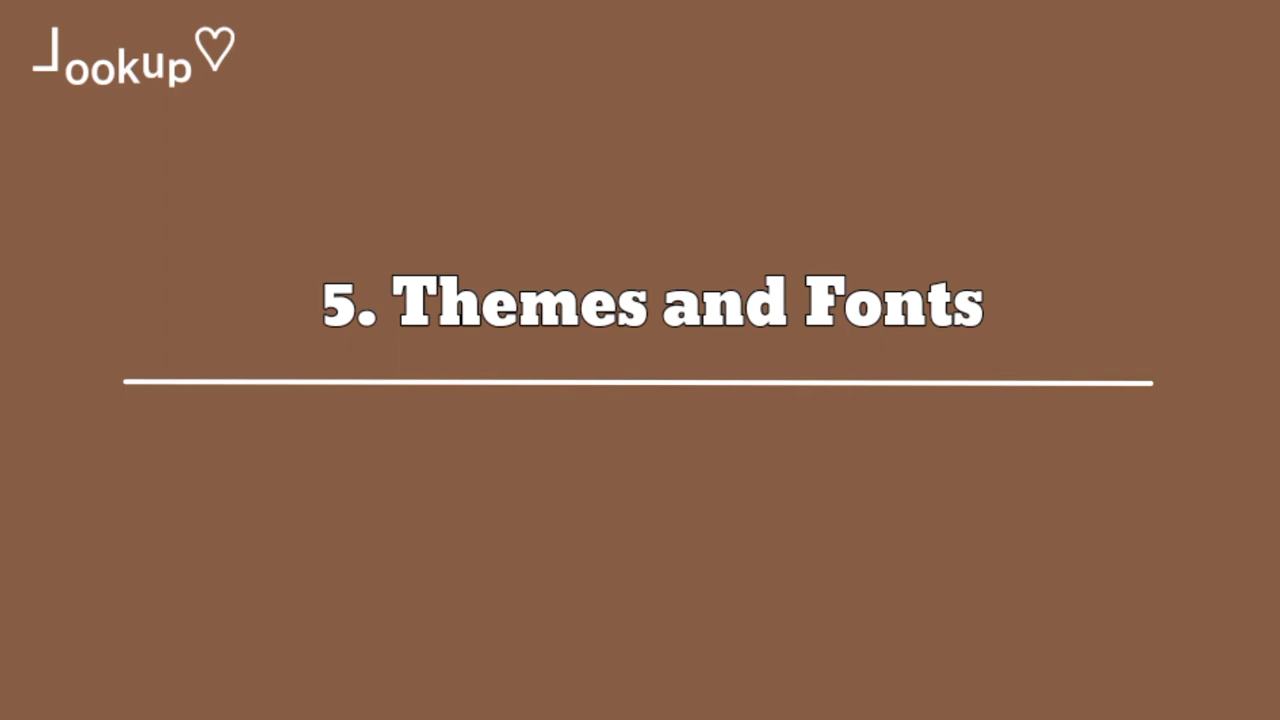 Lookup♡
5. Themes and Fonts